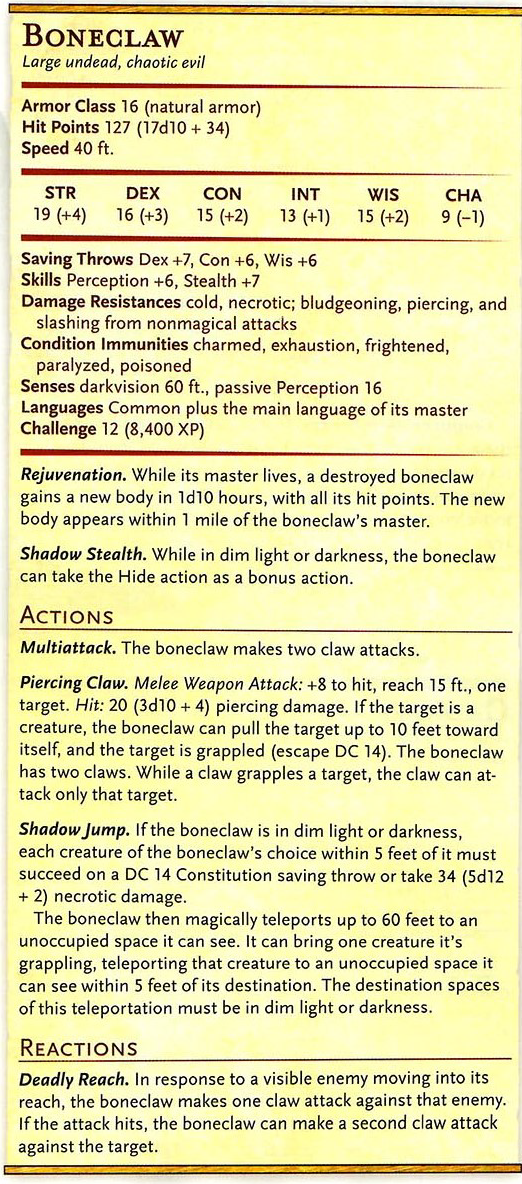 BONECLAW
Large undead, chaotic evil
Armor Class 16 (natural armor)
Hit Points 127 (17d10 + 34)
Speed 40 ft.
STR DEX CON INT WIS CHA
19 (+4) 16 (+3) 15 (+2) 13 (+1) 15 (+2) 9 (−1)
Saving Throws Dex +7, Con +6, Wis +6
Skills Perception +6, Stealth +7
Damage Resistances cold, necrotic; bludgeoning, piercing, and
slashing from nonmagical attacks
Condition Immunities charmed, exhaustion, frightened,
paralyzed, poisoned
Senses darkvision 60 ft., passive Perception 16
Languages Common plus the main language of its master
Challenge 12 (8,400 XP)
Rejuvenation. While its master lives, a destroyed boneclaw
gains a new body in 1d10 hours, with all its hit points. The new
body appears within 1 mile of the boneclaw's master.
Shadow Stealth. While in dim light or darkness, the boneclaw
can take the Hide action as a bonus action.
ACTIONS
Multiattack. The boneclaw makes two claw attacks.
Piercing Claw. Melee Weapon Attack: +8 to hit, reach 15 ft., one
target. Hit: 20 (3d10 + 4) piercing damage. If the target is a
creature, the boneclaw can pull the target up to 10 feet toward
itself, and the target is grappled (escape DC 14). The boneclaw
has two claws. While a claw grapples a target, the claw can at-
tack only that target.
Shadow Jump. If the boneclaw is in dim light or darkness,
each creature of the boneclaw's choice within 5 feet of it must
succeed on a DC 14 Constitution saving throw or take 34 (5d12
+ 2) necrotic damage.
The boneclaw then magically teleports up to 60 feet to an
unoccupied space it can see. It can bring one creature it's
grappling, teleporting that creature to an unoccupied space it
can see within 5 feet of its destination. The destination spaces
of this teleportation must be in dim light or darkness.
REACTIONS
Deadly Reach. In response to a visible enemy moving into its
reach, the boneclaw makes one claw attack against that enemy.
If the attack hits, the boneclaw can make a second claw attack
against the target.